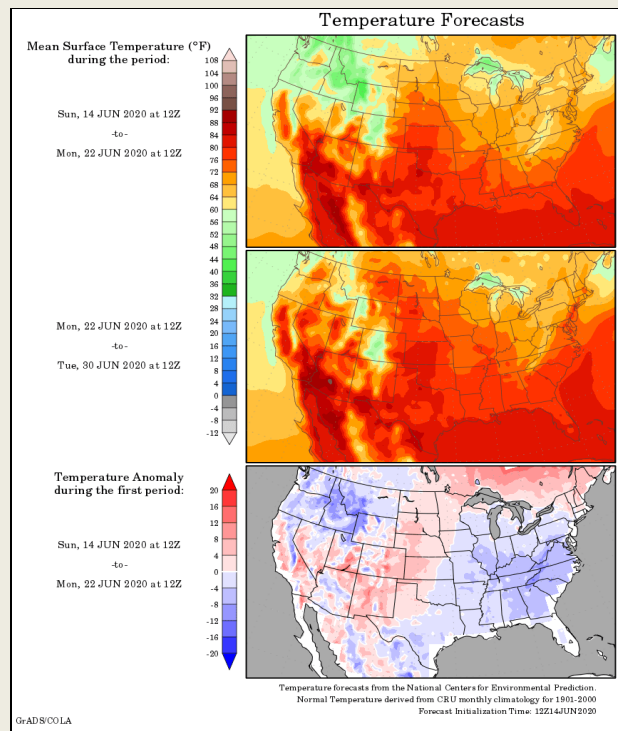 Temperature Forecasts
Mean Surface Temperature (°F)
during the period:
Sun, 14 JUN 2020 at 12Z
-to-
Mon, 22 JUN 2020 at 12Z
108
104
100
96
92
88
84
80
76
72
68
64
60
56
52
48
44
40
36
32
28
24
20
16
12
8
4
0
-4
-8
-12
Mon, 22 JUN 2020 at 12Z
-to-
Tue, 30 JUN 2020 at 12Z
Temperature Anomaly
during the first period:
Sun, 14 JUN 2020 at 12Z
-to-
Mon, 22 JUN 2020 at 12Z
20
16
12
8
4
0
-4
-8
-12
-16
-20
Temperature forecasts from the National Centers for Environmental Prediction.
Normal Temperature derived from CRU monthly climatology for 1901-2000
Forecast Initialization Time: 12Z14JUN2020
GrADS/COLA